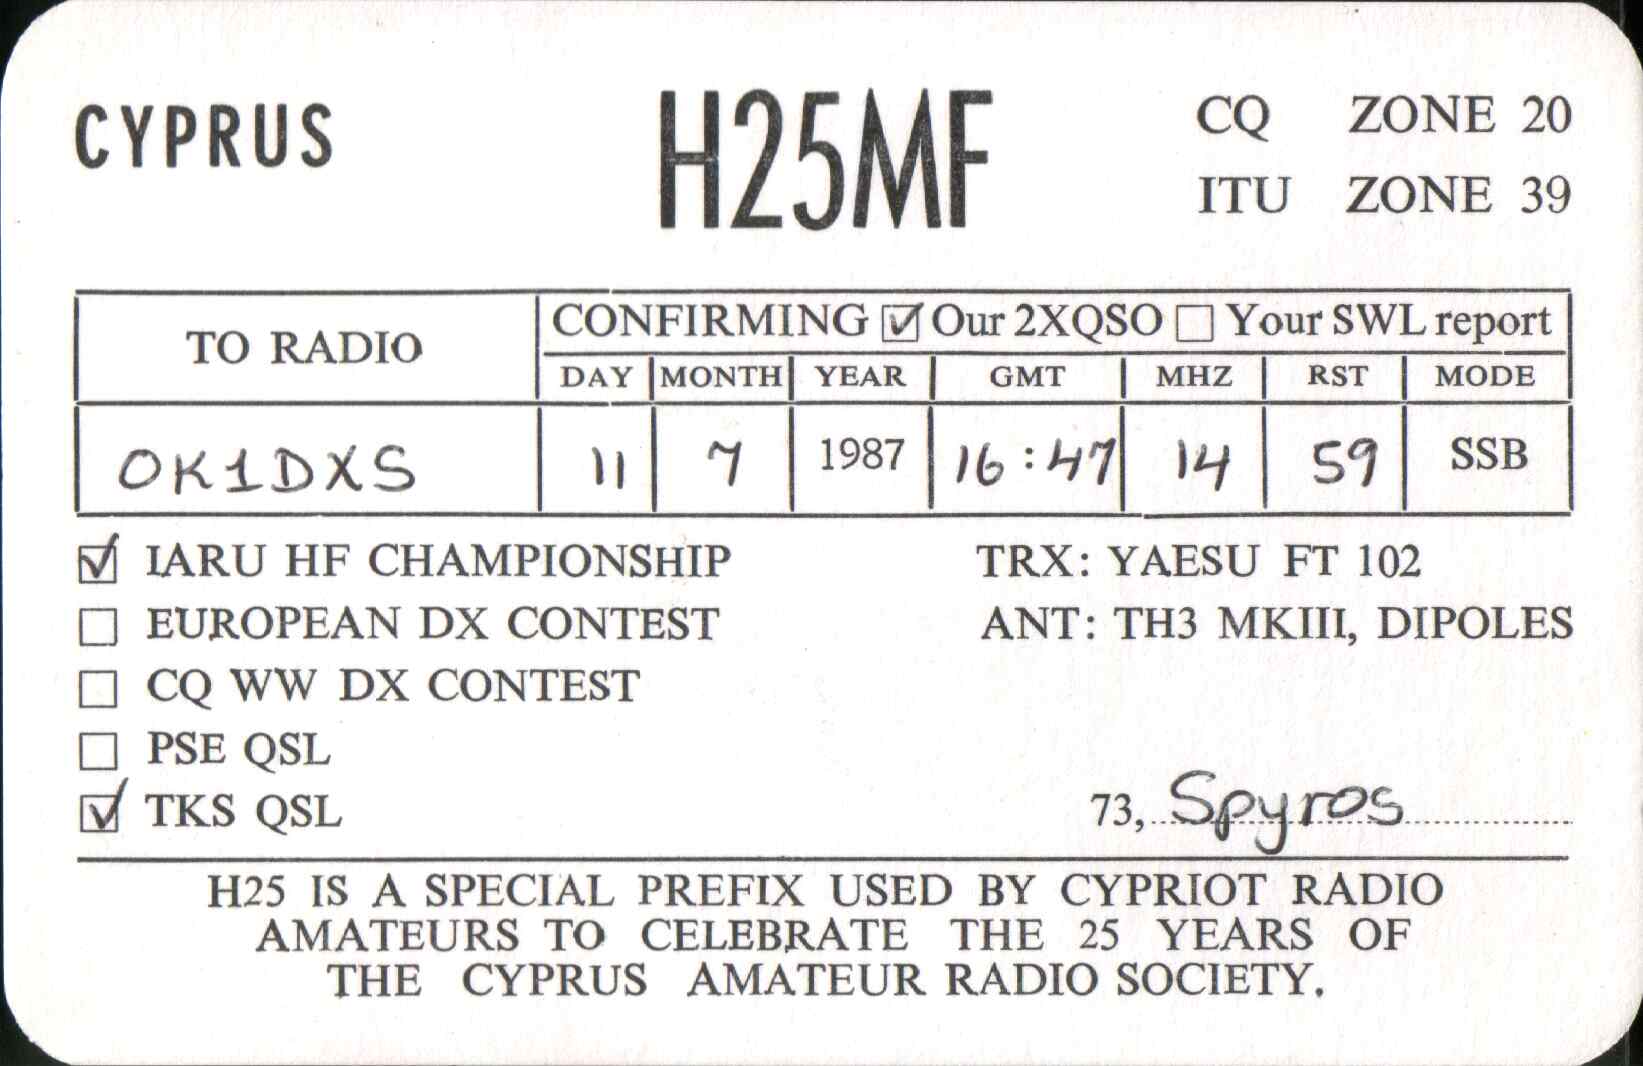 CYPRUS H25MF CQ ZONE 20
ITU ZONE 39
TO RADIO CONFIRMING ☑ Our 2XQSO ☐ Your SWL report
DAY MONTH YEAR GMT MHZ RST MODE
OK1DXS 11 7 1987 16:47 14 59 SSB
☑ IARU HF CHAMPIONSHIP TRX: YAESU FT 102
☐ EUROPEAN DX CONTEST ANT: TH3 MKIII, DIPOLES
☐ CQ WW DX CONTEST
☐ PSE QSL
☑ TKS QSL 73, Spyros
H25 IS A SPECIAL PREFIX USED BY CYPRIOT RADIO
AMATEURS TO CELEBRATE THE 25 YEARS OF
THE CYPRUS AMATEUR RADIO SOCIETY.